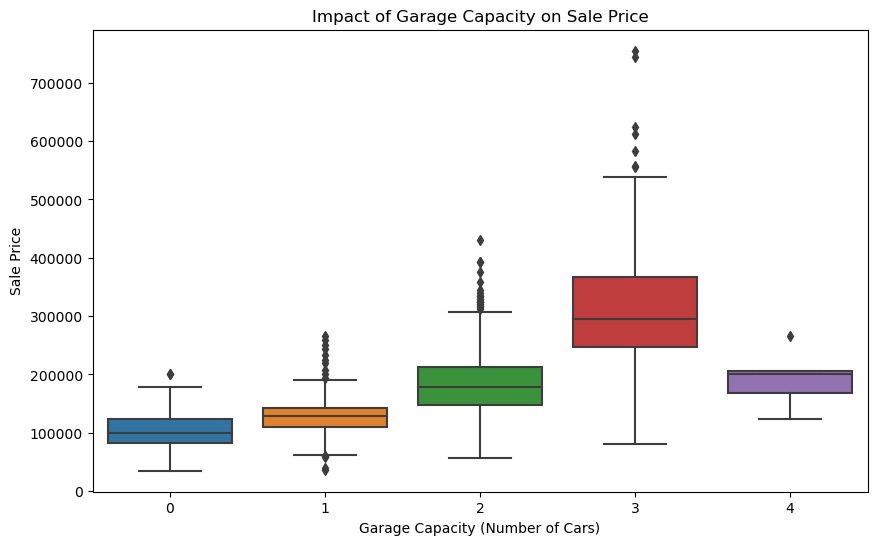 Impact of Garage Capacity on Sale Price
Sale Price
700000
600000
500000
400000
300000
200000
100000
0
0 1 2 3 4
Garage Capacity (Number of Cars)